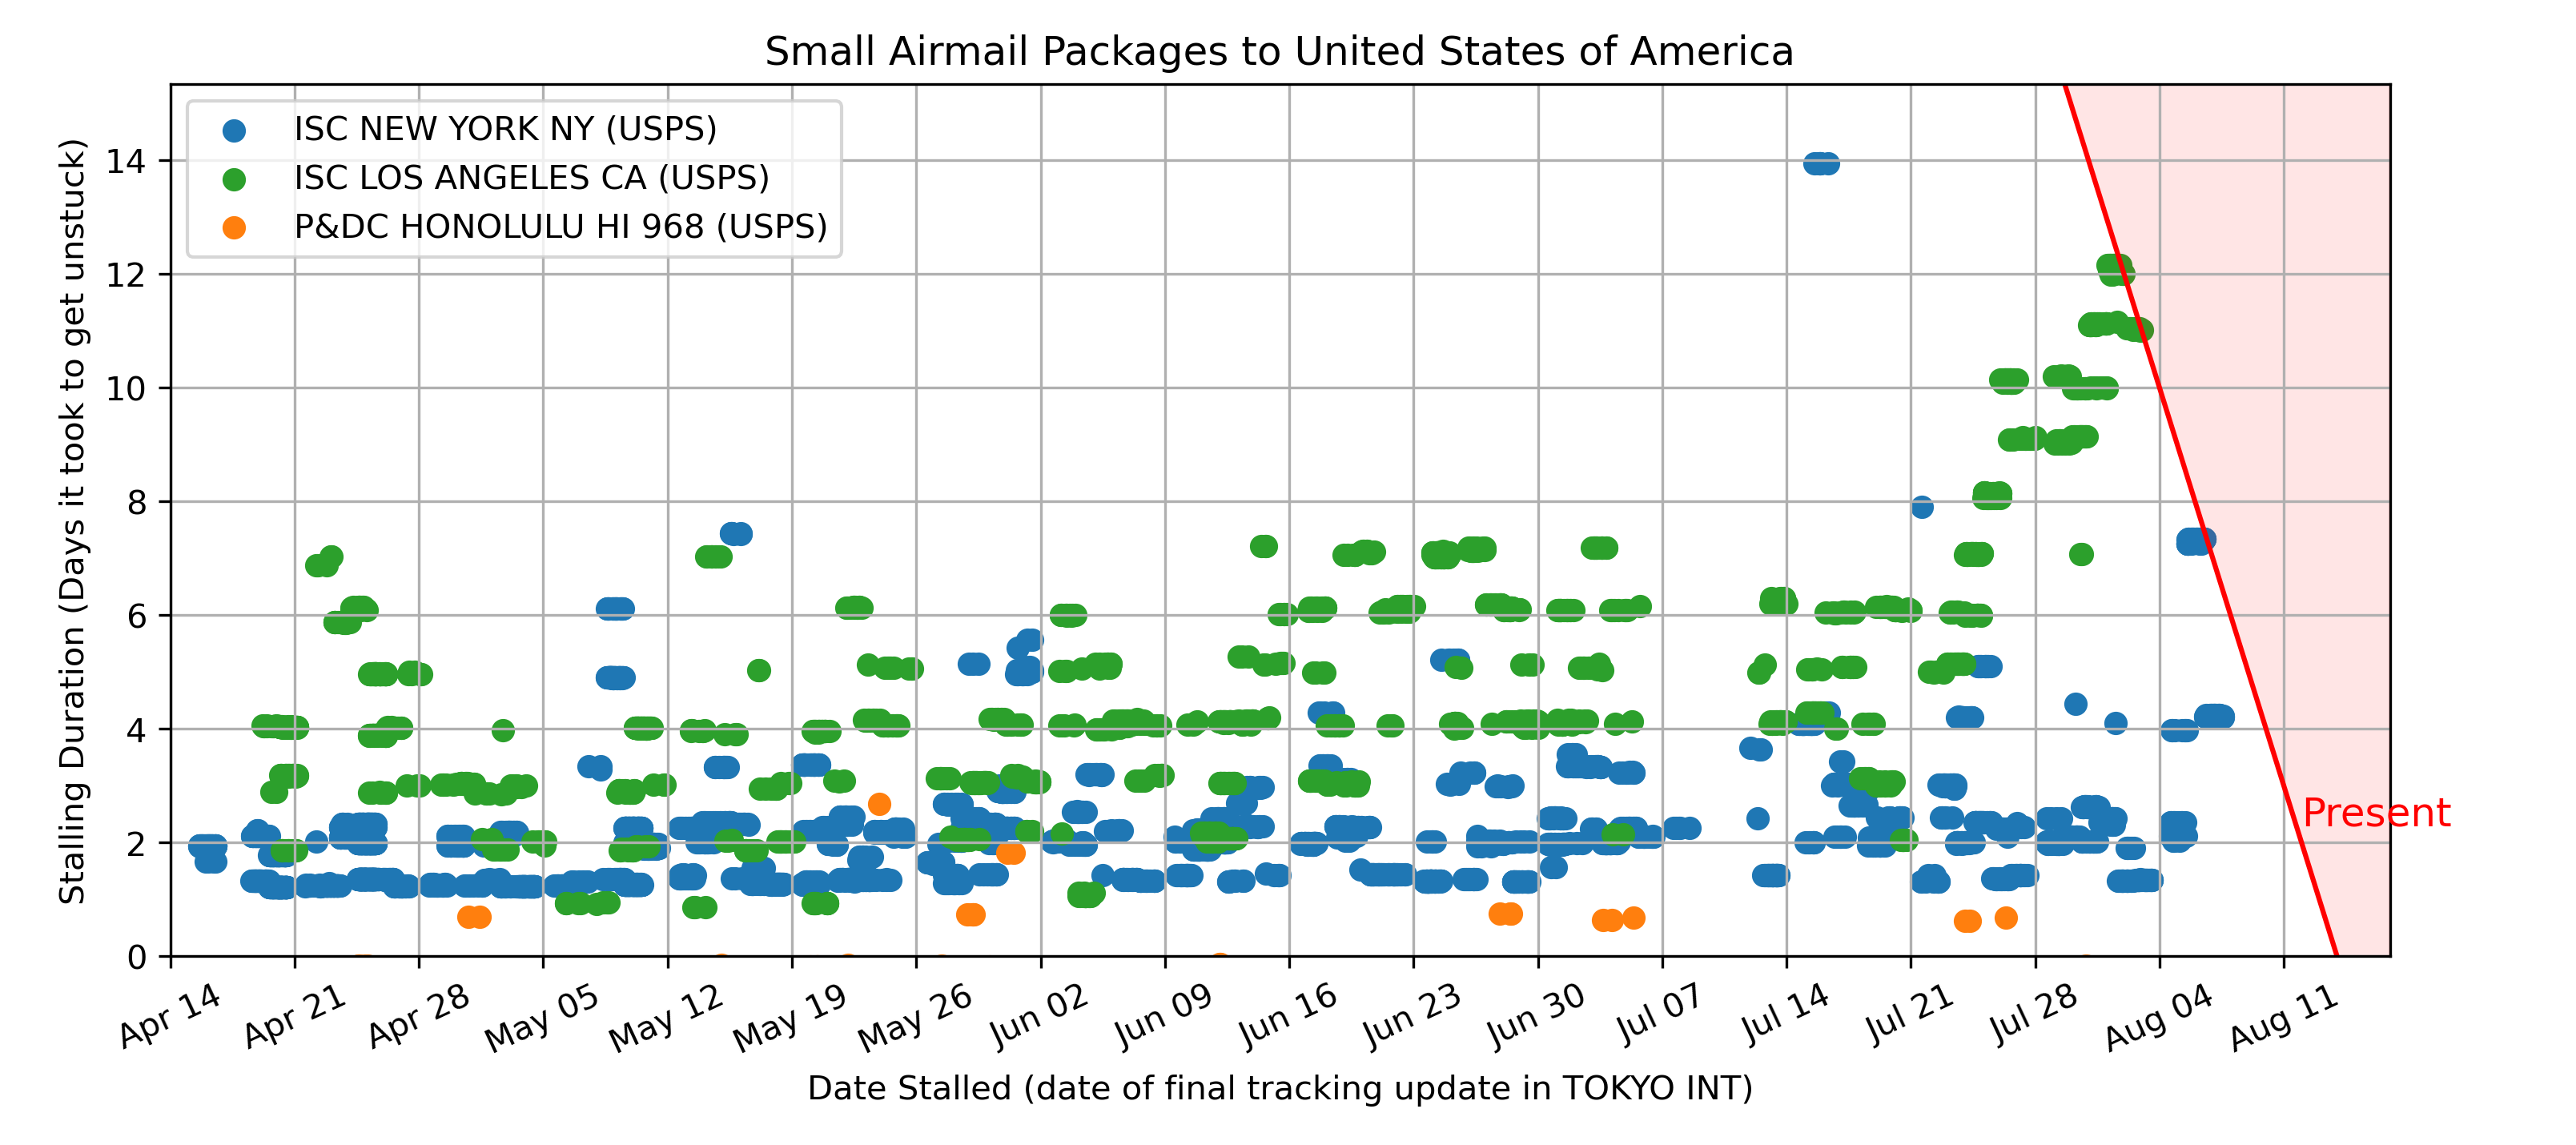 Small Airmail Packages to United States of America
ISC NEW YORK NY (USPS)
ISC LOS ANGELES CA (USPS)
P&DC HONOLULU HI 968 (USPS)
Stalling Duration (Days it took to get unstuck)
14
12
10
8
6
4
2
0
Present
Apr 14
Apr 21
Apr 28
May 05
May 12
May 19
May 26
Jun 02
Jun 09
Jun 16
Jun 23
Jun 30
Jul 07
Jul 14
Jul 21
Jul 28
Aug 04
Aug 11
Date Stalled (date of final tracking update in TOKYO INT)